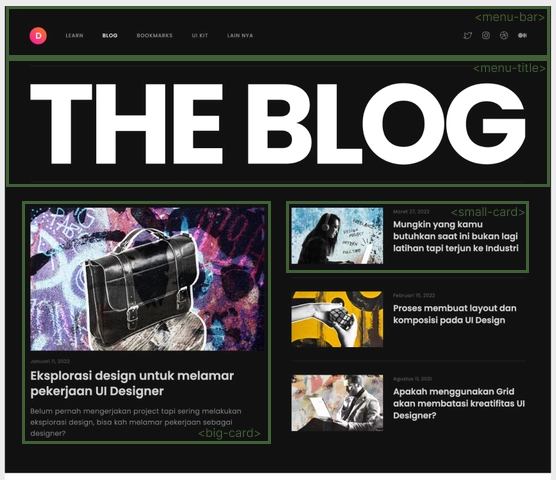 <menu-bar>
D LEARN BLOG BOOKMARKS UI KIT LAIN NYA
<menu-title>
THE BLOG
Januari 11, 2023
Eksplorasi design untuk melamar
pekerjaan UI Designer
Belum pernah mengerjakan project tapi sering melakukan
eksplorasi design, bisa kah melamar pekerjaan sebagai
designer?
<big-card>
Maret 27, 2023
<small-card>
Mungkin yang kamu
butuhkan saat ini bukan lagi
latihan tapi terjun ke Industri
Februari 15, 2022
Proses membuat layout dan
komposisi pada UI Design
Agustus 11, 2021
Apakah menggunakan Grid
akan membatasi kreatifitas UI
Designer?